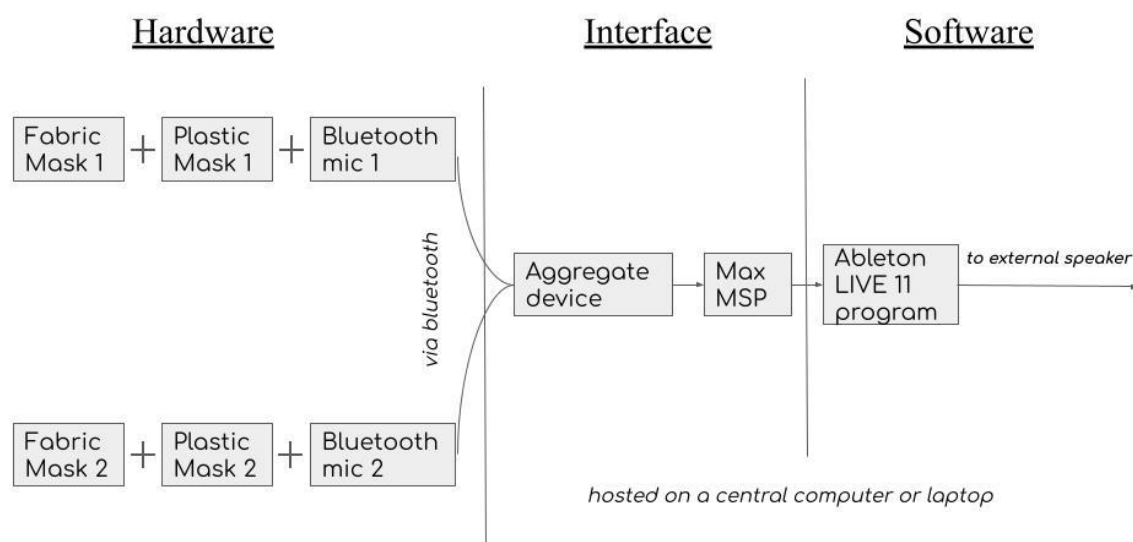 Hardware
Interface
Software
Fabric
Mask 1
+
Plastic
Mask 1
+
Bluetooth
mic 1
via bluetooth
Aggregate
device
Max
MSP
Ableton
LIVE 11
program
to external speaker
Fabric
Mask 2
+
Plastic
Mask 2
+
Bluetooth
mic 2
hosted on a central computer or laptop